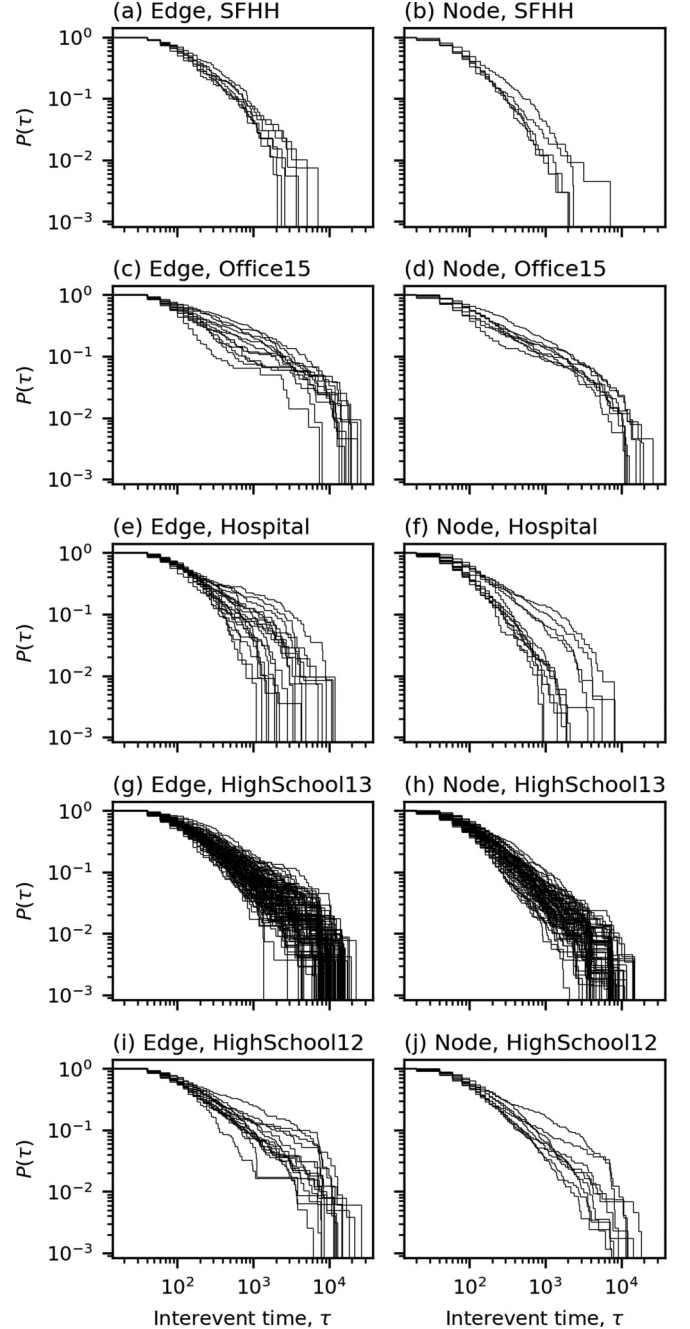 (a) Edge, SFHH (b) Node, SFHH
10⁰
10⁻¹
10⁻²
10⁻³
P(τ)
(c) Edge, Office15 (d) Node, Office15
10⁰
10⁻¹
10⁻²
10⁻³
P(τ)
(e) Edge, Hospital (f) Node, Hospital
10⁰
10⁻¹
10⁻²
10⁻³
P(τ)
(g) Edge, HighSchool13 (h) Node, HighSchool13
10⁰
10⁻¹
10⁻²
10⁻³
P(τ)
(i) Edge, HighSchool12 (j) Node, HighSchool12
10⁰
10⁻¹
10⁻²
10⁻³
P(τ)
10² 10³ 10⁴ 10² 10³ 10⁴
Interevent time, τ Interevent time, τ